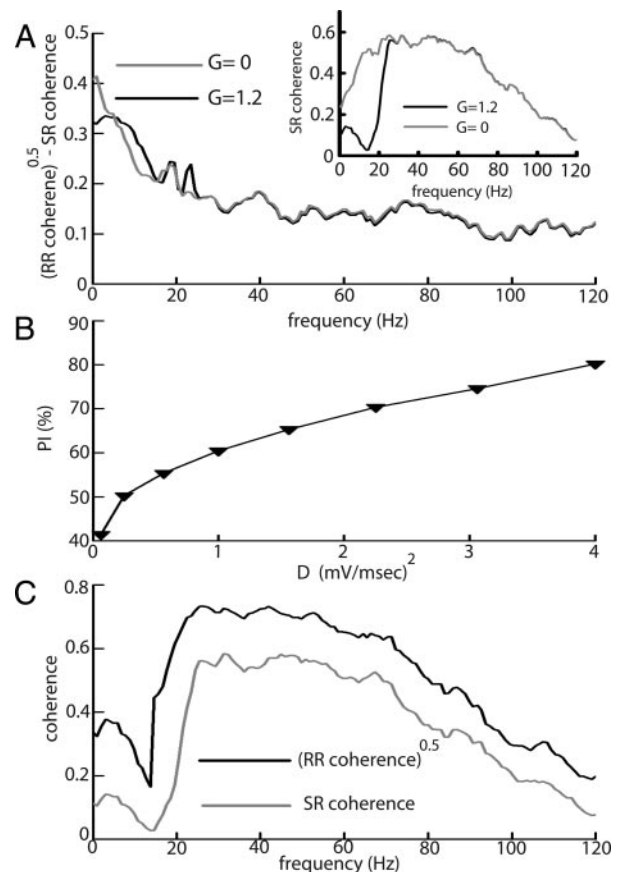 A
(RR coherene)^0.5 - SR coherence
0.5
0.4
0.3
0.2
0.1
0
G= 0
G=1.2
0 20 40 60 80 100 120
frequency (Hz)
SR coherence
0.6
0.4
0.2
0
G=1.2
G= 0
0 20 40 60 80 100 120
frequency (Hz)
B
PI (%)
90
80
70
60
50
40
0 1 2 3 4
D (mV/msec)^2
C
coherence
0.8
0.6
0.4
0.2
0
(RR coherence)^0.5
SR coherence
0 20 40 60 80 100 120
frequency (Hz)